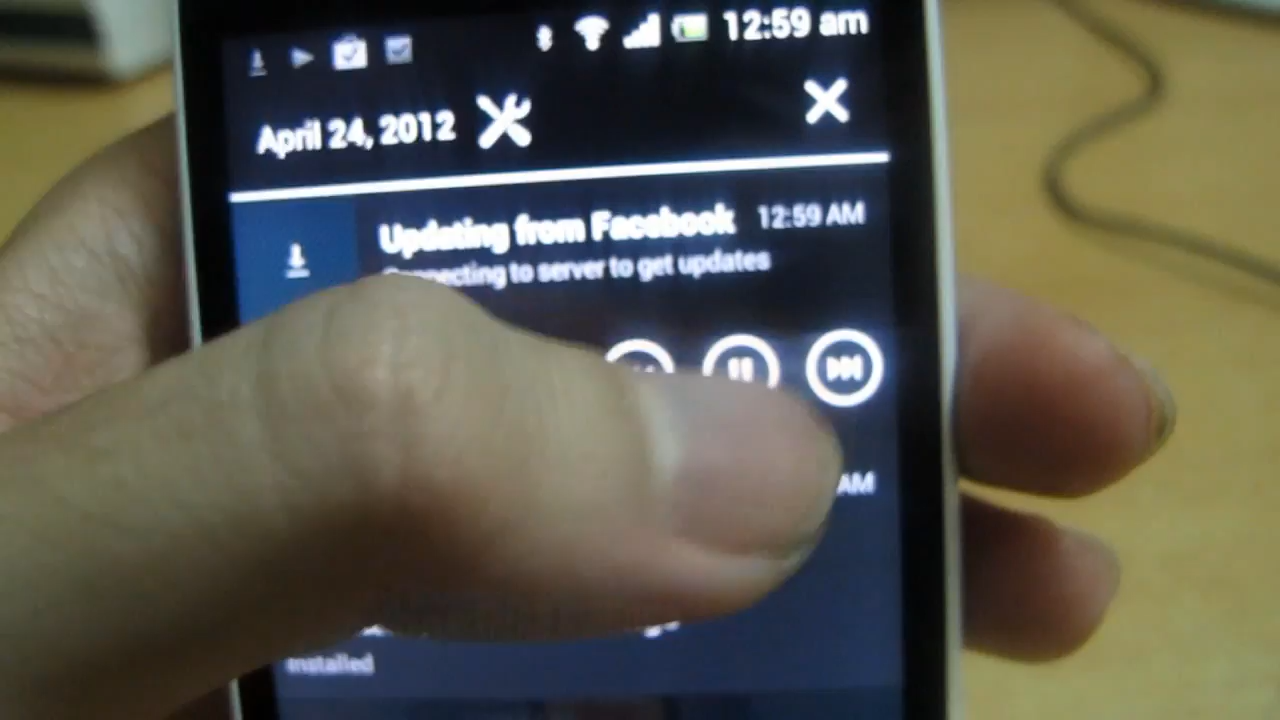 12:59 am
April 24, 2012
Updating from Facebook 12:59 AM
Connecting to server to get updates
AM
Installed